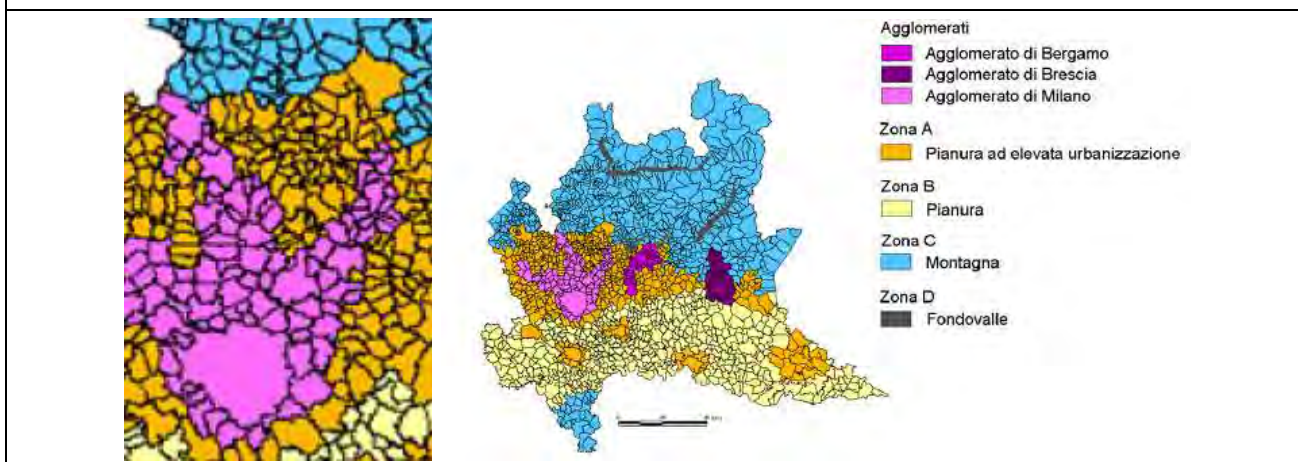 Agglomerati
Agglomerato di Bergamo
Agglomerato di Brescia
Agglomerato di Milano
Zona A
Pianura ad elevata urbanizzazione
Zona B
Pianura
Zona C
Montagna
Zona D
Fondovalle